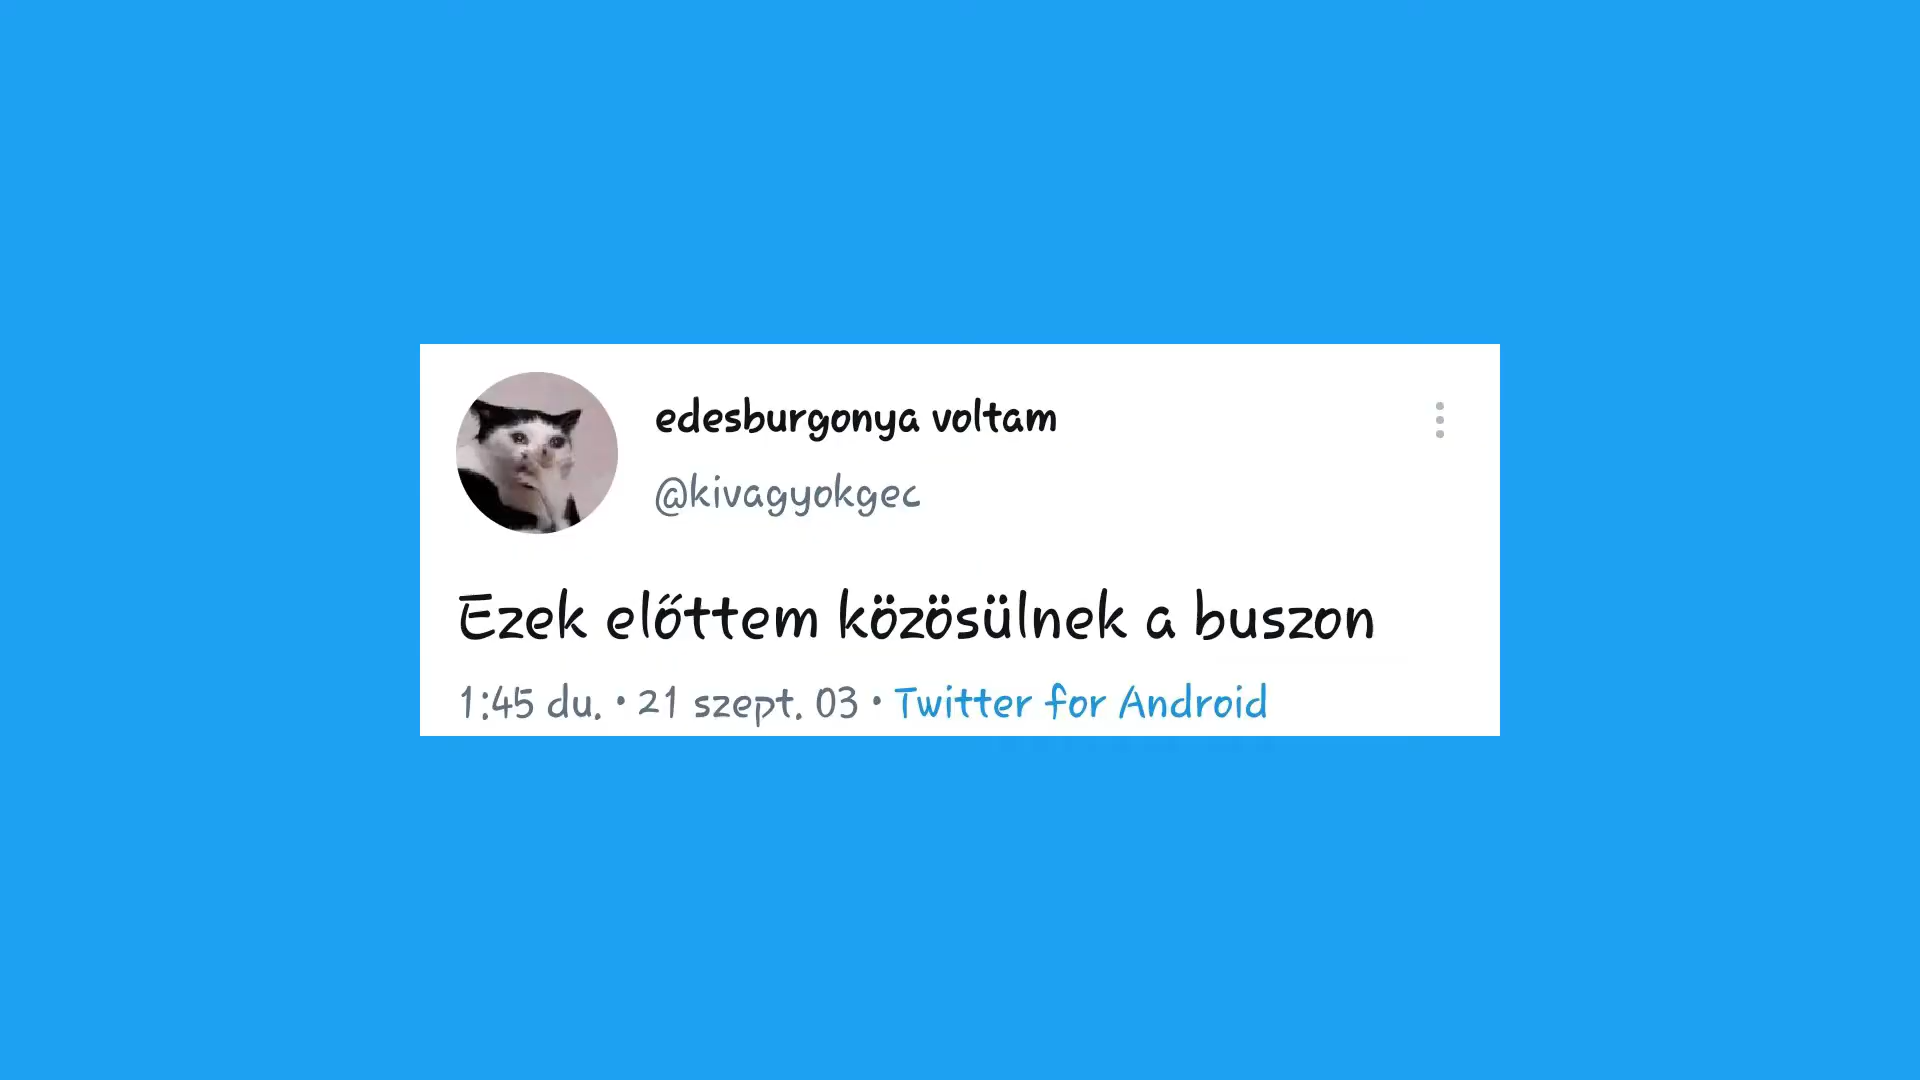 edesburgonya voltam
@kivagyokgec
Ezek előttem közösülnek a buszon
1:45 du. • 21 szept. 03 • Twitter for Android